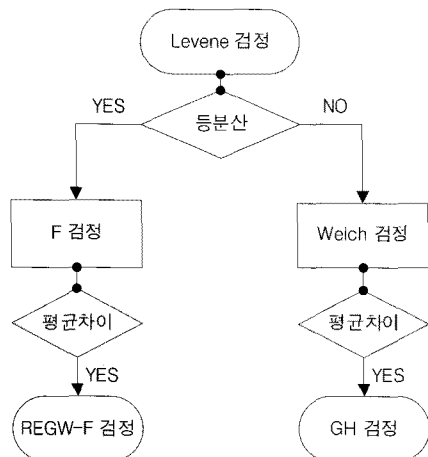 Levene 검정
YES
NO
등분산
F 검정
Welch 검정
평균차이
평균차이
YES
YES
REGW-F 검정
GH 검정